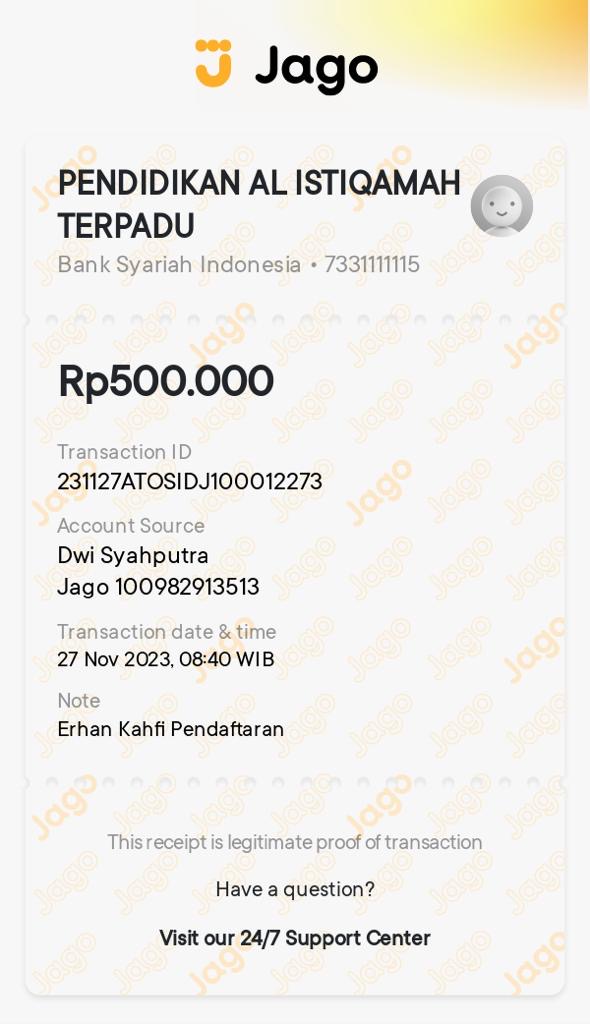 Jago
PENDIDIKAN AL ISTIQAMAH
TERPADU
Bank Syariah Indonesia • 7331111115
Rp500.000
Transaction ID
231127ATOSIDJ100012273
Account Source
Dwi Syahputra
Jago 100982913513
Transaction date & time
27 Nov 2023, 08:40 WIB
Note
Erhan Kahfi Pendaftaran
This receipt is legitimate proof of transaction
Have a question?
Visit our 24/7 Support Center